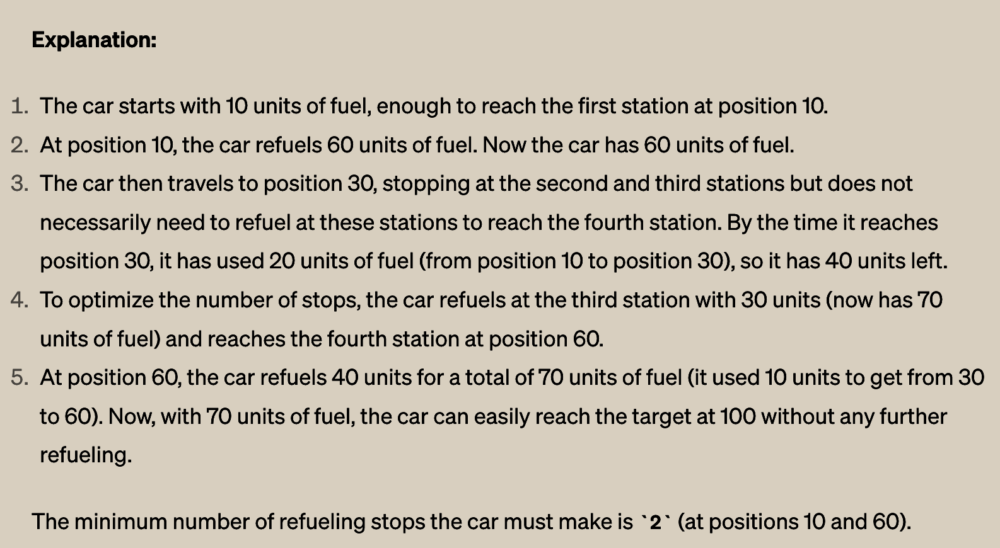 Explanation:
1. The car starts with 10 units of fuel, enough to reach the first station at position 10.
2. At position 10, the car refuels 60 units of fuel. Now the car has 60 units of fuel.
3. The car then travels to position 30, stopping at the second and third stations but does not
necessarily need to refuel at these stations to reach the fourth station. By the time it reaches
position 30, it has used 20 units of fuel (from position 10 to position 30), so it has 40 units left.
4. To optimize the number of stops, the car refuels at the third station with 30 units (now has 70
units of fuel) and reaches the fourth station at position 60.
5. At position 60, the car refuels 40 units for a total of 70 units of fuel (it used 10 units to get from 30
to 60). Now, with 70 units of fuel, the car can easily reach the target at 100 without any further
refueling.
The minimum number of refueling stops the car must make is `2` (at positions 10 and 60).